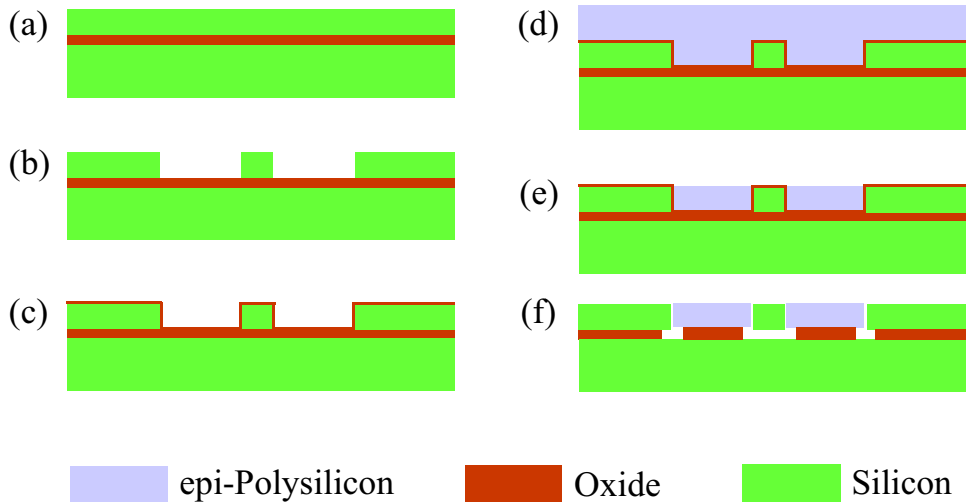 (a)
(b)
(c)
(d)
(e)
(f)
epi-Polysilicon
Oxide
Silicon